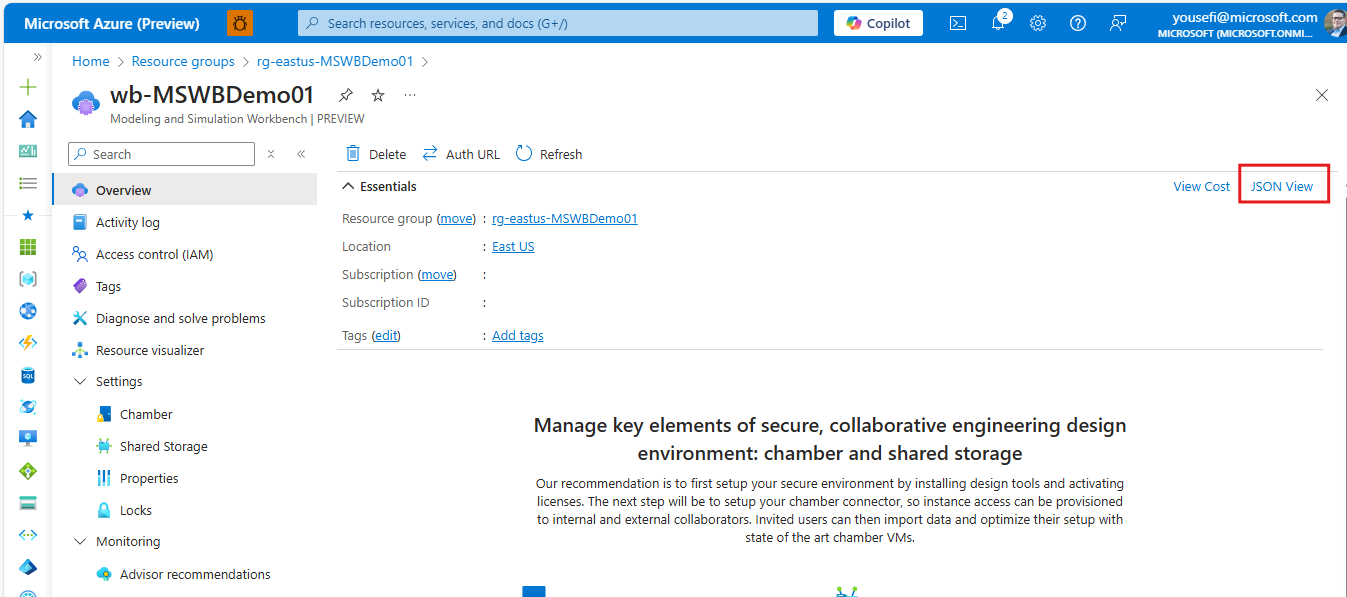 Microsoft Azure (Preview)
Search resources, services, and docs (G+/)
Copilot
2
yousefi@microsoft.com
MICROSOFT (MICROSOFT.ONMI...
Home > Resource groups > rg-eastus-MSWBDemo01 >
wb-MSWBDemo01
...
Modeling and Simulation Workbench | PREVIEW
Search
Delete
Auth URL
Refresh
Overview
Activity log
Access control (IAM)
Tags
Diagnose and solve problems
Resource visualizer
Settings
Chamber
Shared Storage
Properties
Locks
Monitoring
Advisor recommendations
SQL
Essentials
View Cost
JSON View
Resource group (move) : rg-eastus-MSWBDemo01
Location : East US
Subscription (move) :
Subscription ID :
Tags (edit) : Add tags
Manage key elements of secure, collaborative engineering design
environment: chamber and shared storage
Our recommendation is to first setup your secure environment by installing design tools and activating
licenses. The next step will be to setup your chamber connector, so instance access can be provisioned
to internal and external collaborators. Invited users can then import data and optimize their setup with
state of the art chamber VMs.